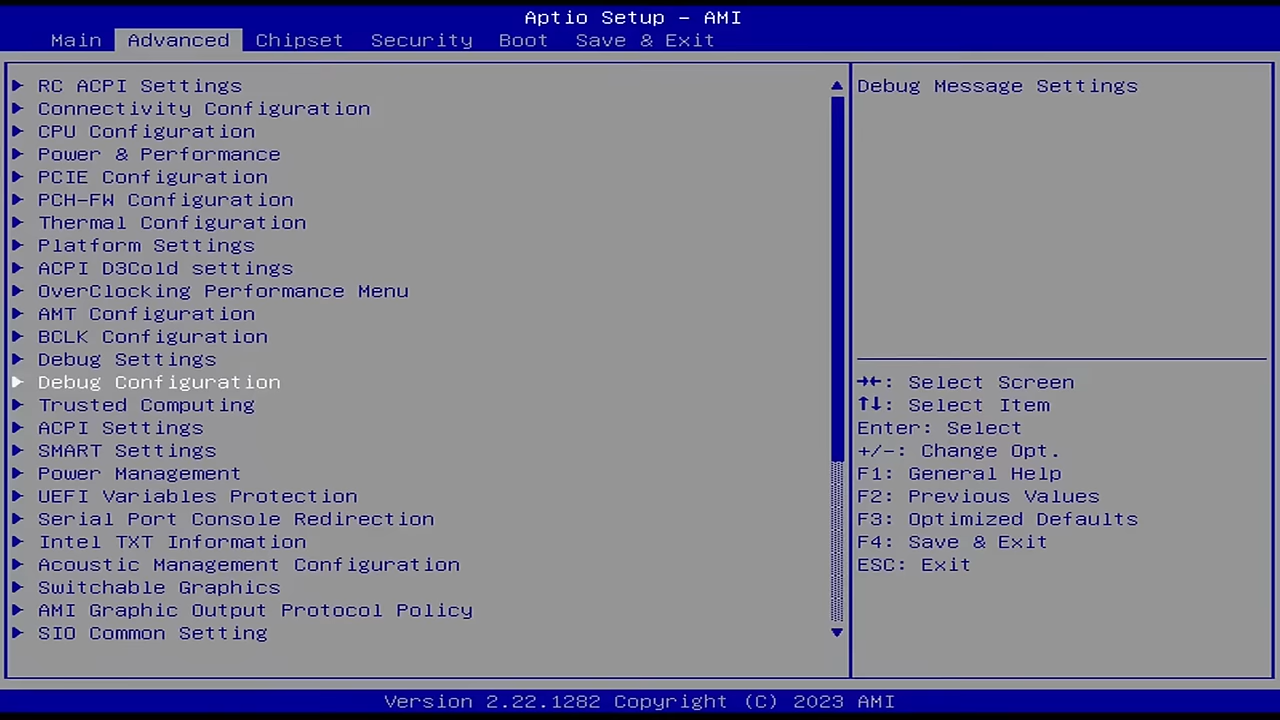 Aptio Setup – AMI
Main Advanced Chipset Security Boot Save & Exit
RC ACPI Settings
Connectivity Configuration
CPU Configuration
Power & Performance
PCIE Configuration
PCH-FW Configuration
Thermal Configuration
Platform Settings
ACPI D3Cold settings
OverClocking Performance Menu
AMT Configuration
BCLK Configuration
Debug Settings
Debug Configuration
Trusted Computing
ACPI Settings
SMART Settings
Power Management
UEFI Variables Protection
Serial Port Console Redirection
Intel TXT Information
Acoustic Management Configuration
Switchable Graphics
AMI Graphic Output Protocol Policy
SIO Common Setting
Debug Message Settings
→←: Select Screen
↑↓: Select Item
Enter: Select
+/-: Change Opt.
F1: General Help
F2: Previous Values
F3: Optimized Defaults
F4: Save & Exit
ESC: Exit
Version 2.22.1282 Copyright (C) 2023 AMI